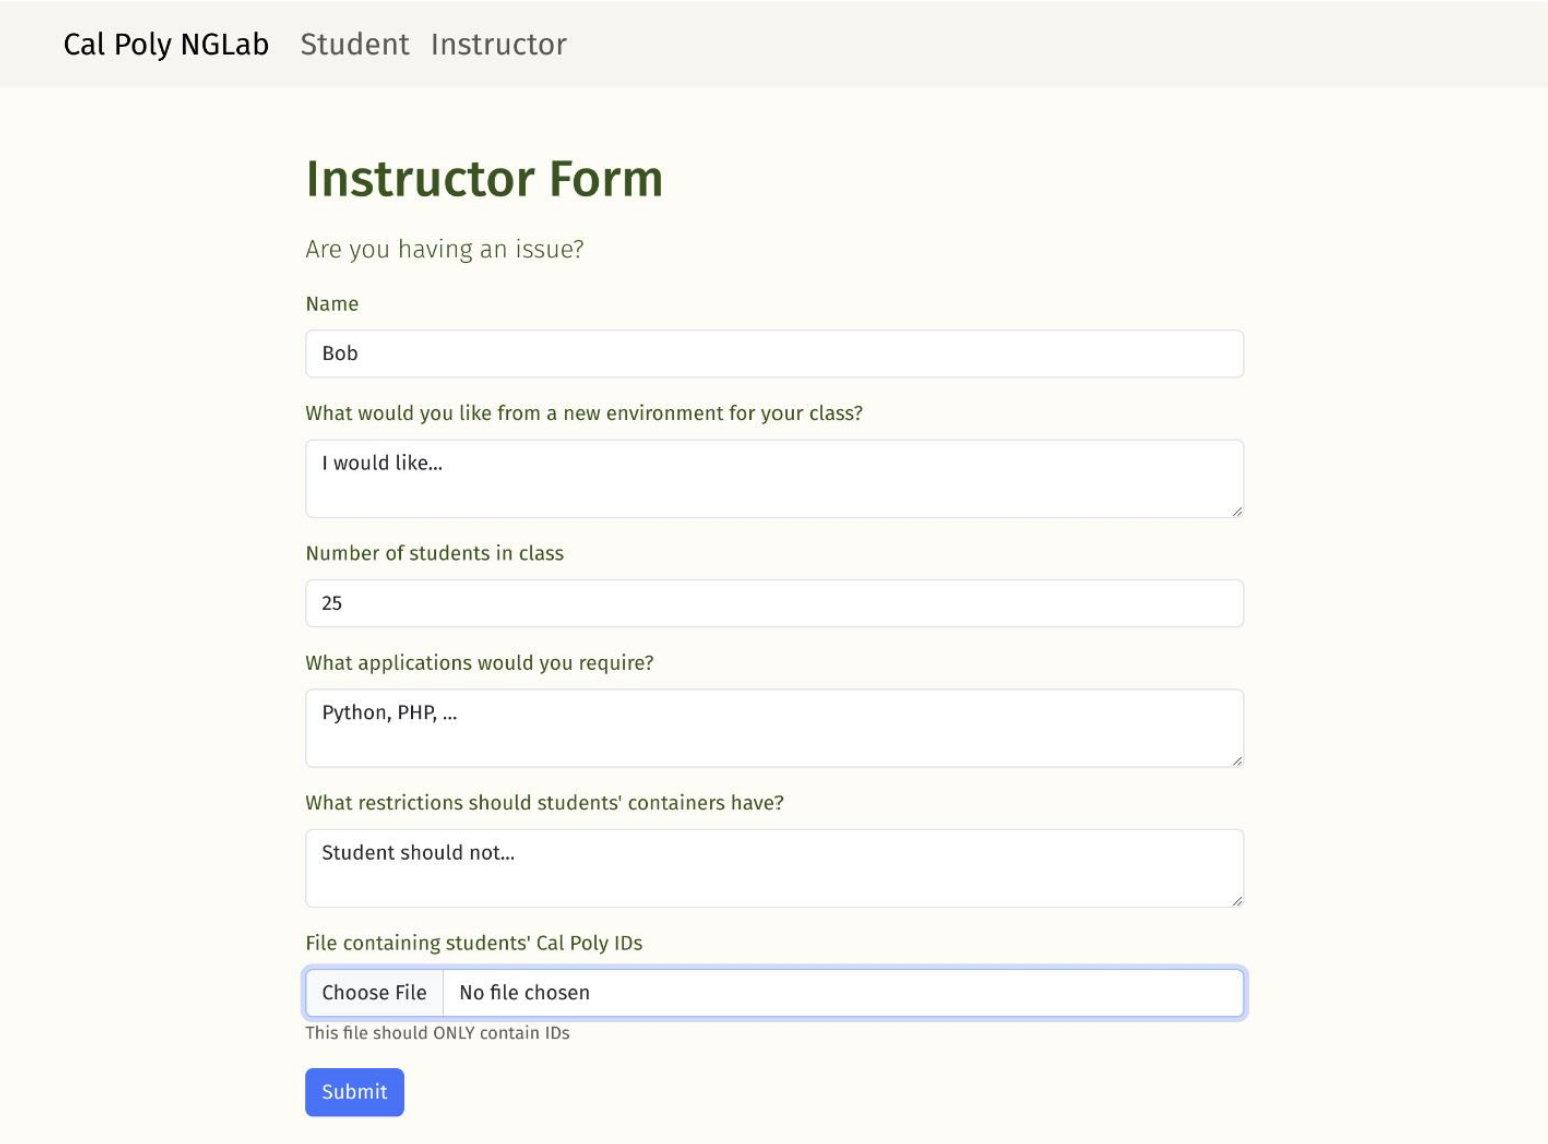 Cal Poly NGLab Student Instructor
Instructor Form
Are you having an issue?
Name
Bob
What would you like from a new environment for your class?
I would like...
Number of students in class
25
What applications would you require?
Python, PHP, ...
What restrictions should students' containers have?
Student should not...
File containing students' Cal Poly IDs
Choose File No file chosen
This file should ONLY contain IDs
Submit